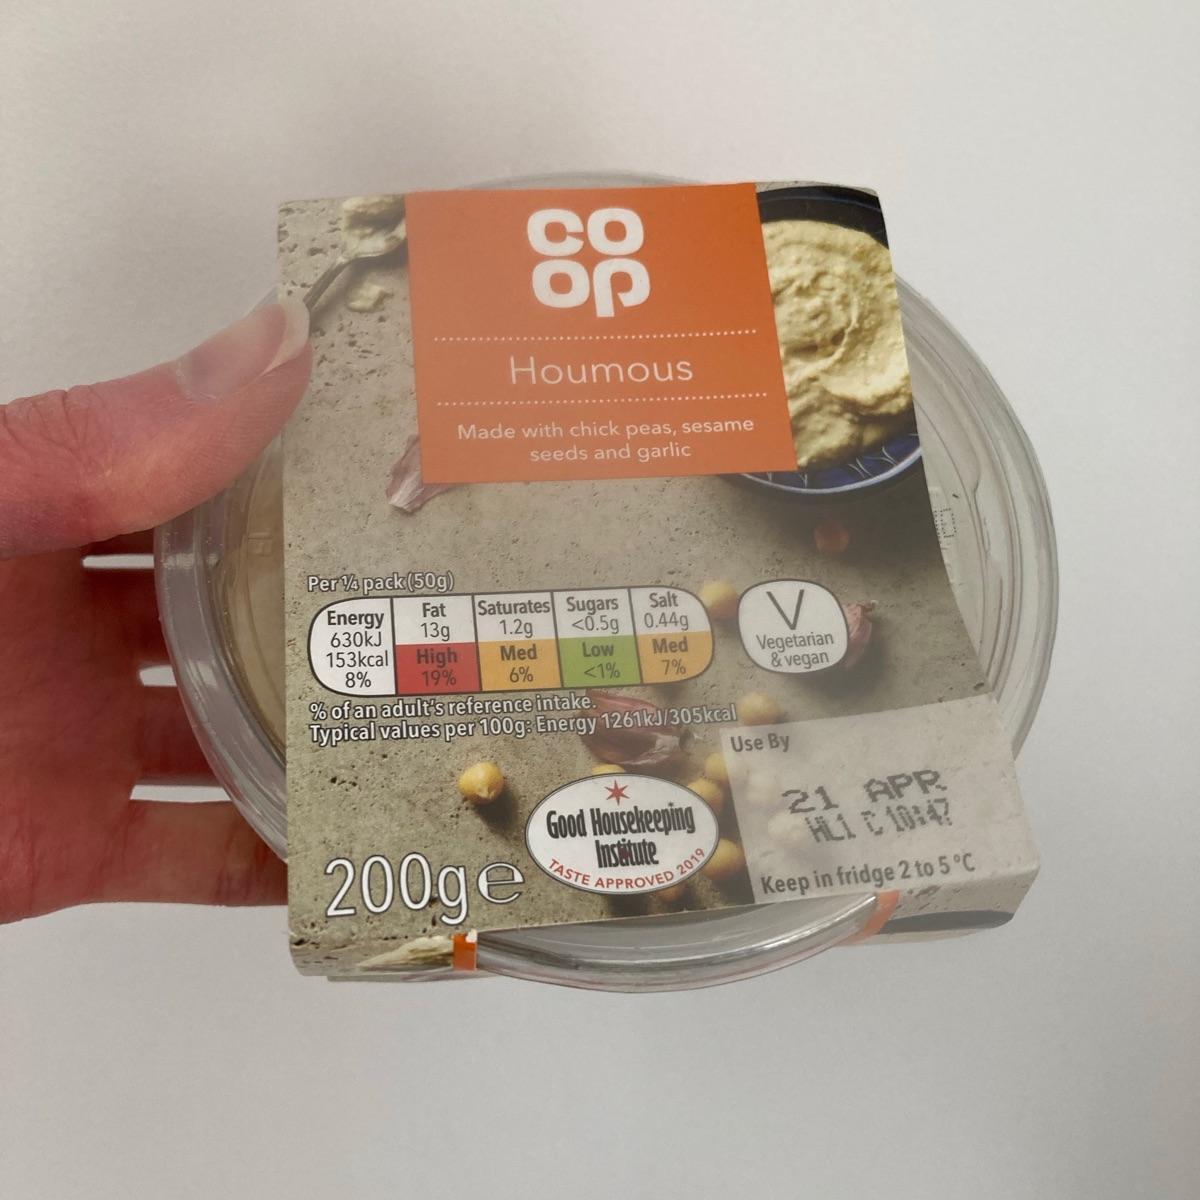 CO
OP
Houmous
Made with chick peas, sesame
seeds and garlic
Per ¼ pack (50g)
Energy
630kJ
153kcal
8%
Fat
13g
High
19%
Saturates
1.2g
Med
6%
Sugars
<0.5g
Low
<1%
Salt
0.44g
Med
7%
V
Vegetarian
& vegan
% of an adult's reference intake.
Typical values per 100g: Energy 1261kJ/305kcal
Use By
21 APR
HL1 C 10:47
Keep in fridge 2 to 5°C
Good Housekeeping
Institute
TASTE APPROVED 2019
200g e